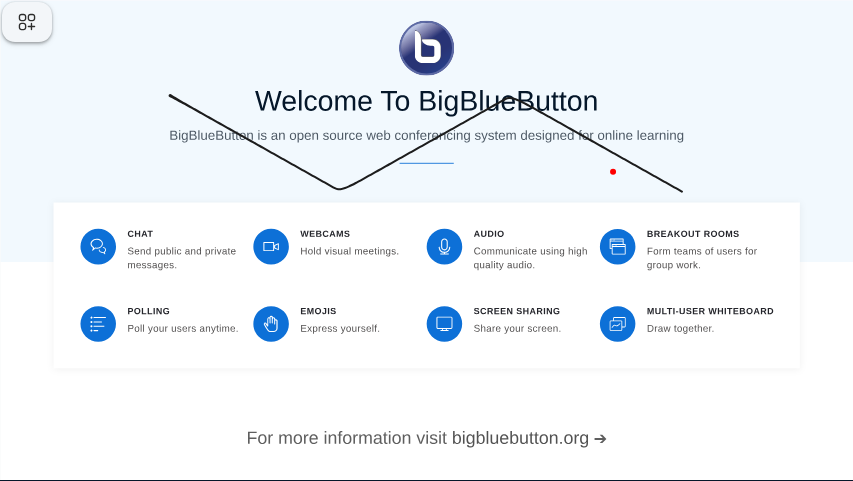 Welcome To BigBlueButton
BigBlueButton is an open source web conferencing system designed for online learning
CHAT
Send public and private
messages.
WEBCAMS
Hold visual meetings.
AUDIO
Communicate using high
quality audio.
BREAKOUT ROOMS
Form teams of users for
group work.
POLLING
Poll your users anytime.
EMOJIS
Express yourself.
SCREEN SHARING
Share your screen.
MULTI-USER WHITEBOARD
Draw together.
For more information visit bigbluebutton.org ➔